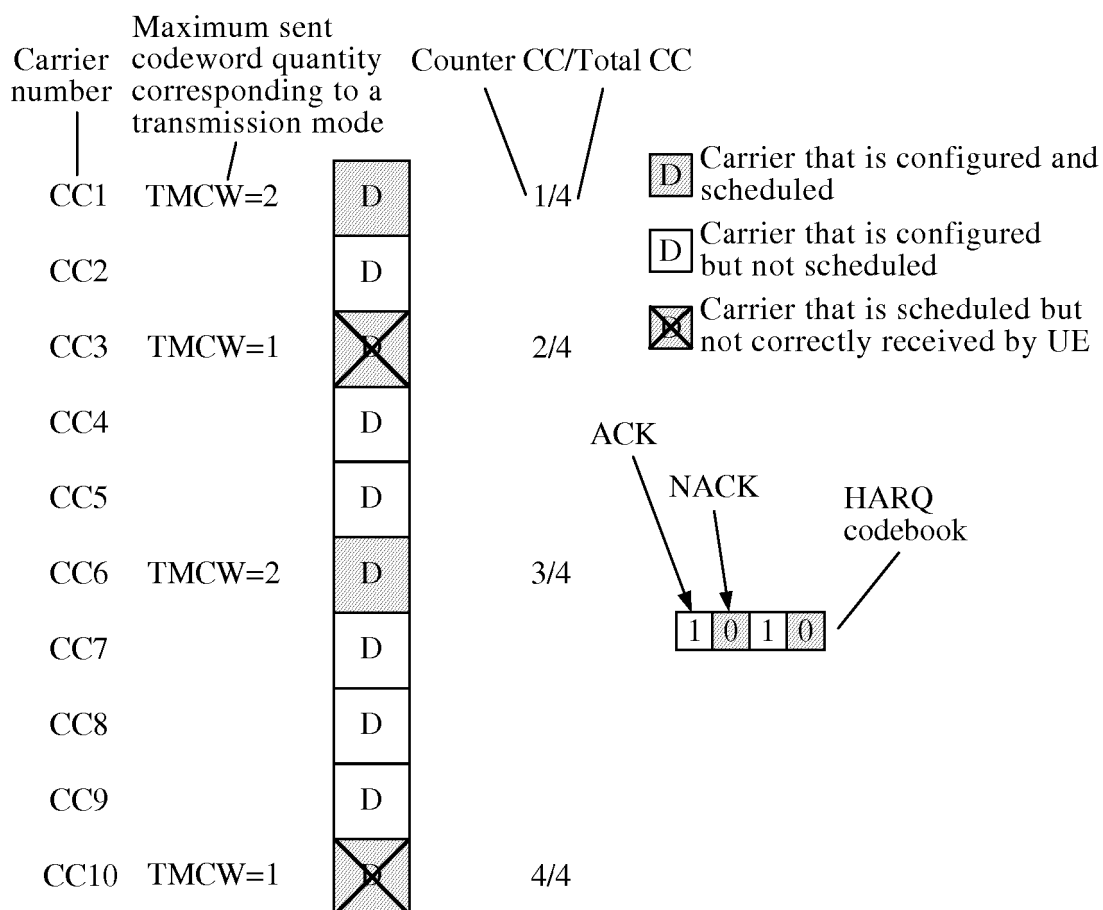 Carrier
number
Maximum sent
codeword quantity
corresponding to a
transmission mode
Counter CC/Total CC
CC1 TMCW=2 D 1/4
CC2 D
CC3 TMCW=1 D 2/4
CC4 D
CC5 D
CC6 TMCW=2 D 3/4
CC7 D
CC8 D
CC9 D
CC10 TMCW=1 D 4/4
D Carrier that is configured and
scheduled
D Carrier that is configured
but not scheduled
D Carrier that is scheduled but
not correctly received by UE
ACK
NACK
HARQ
codebook
1 0 1 0